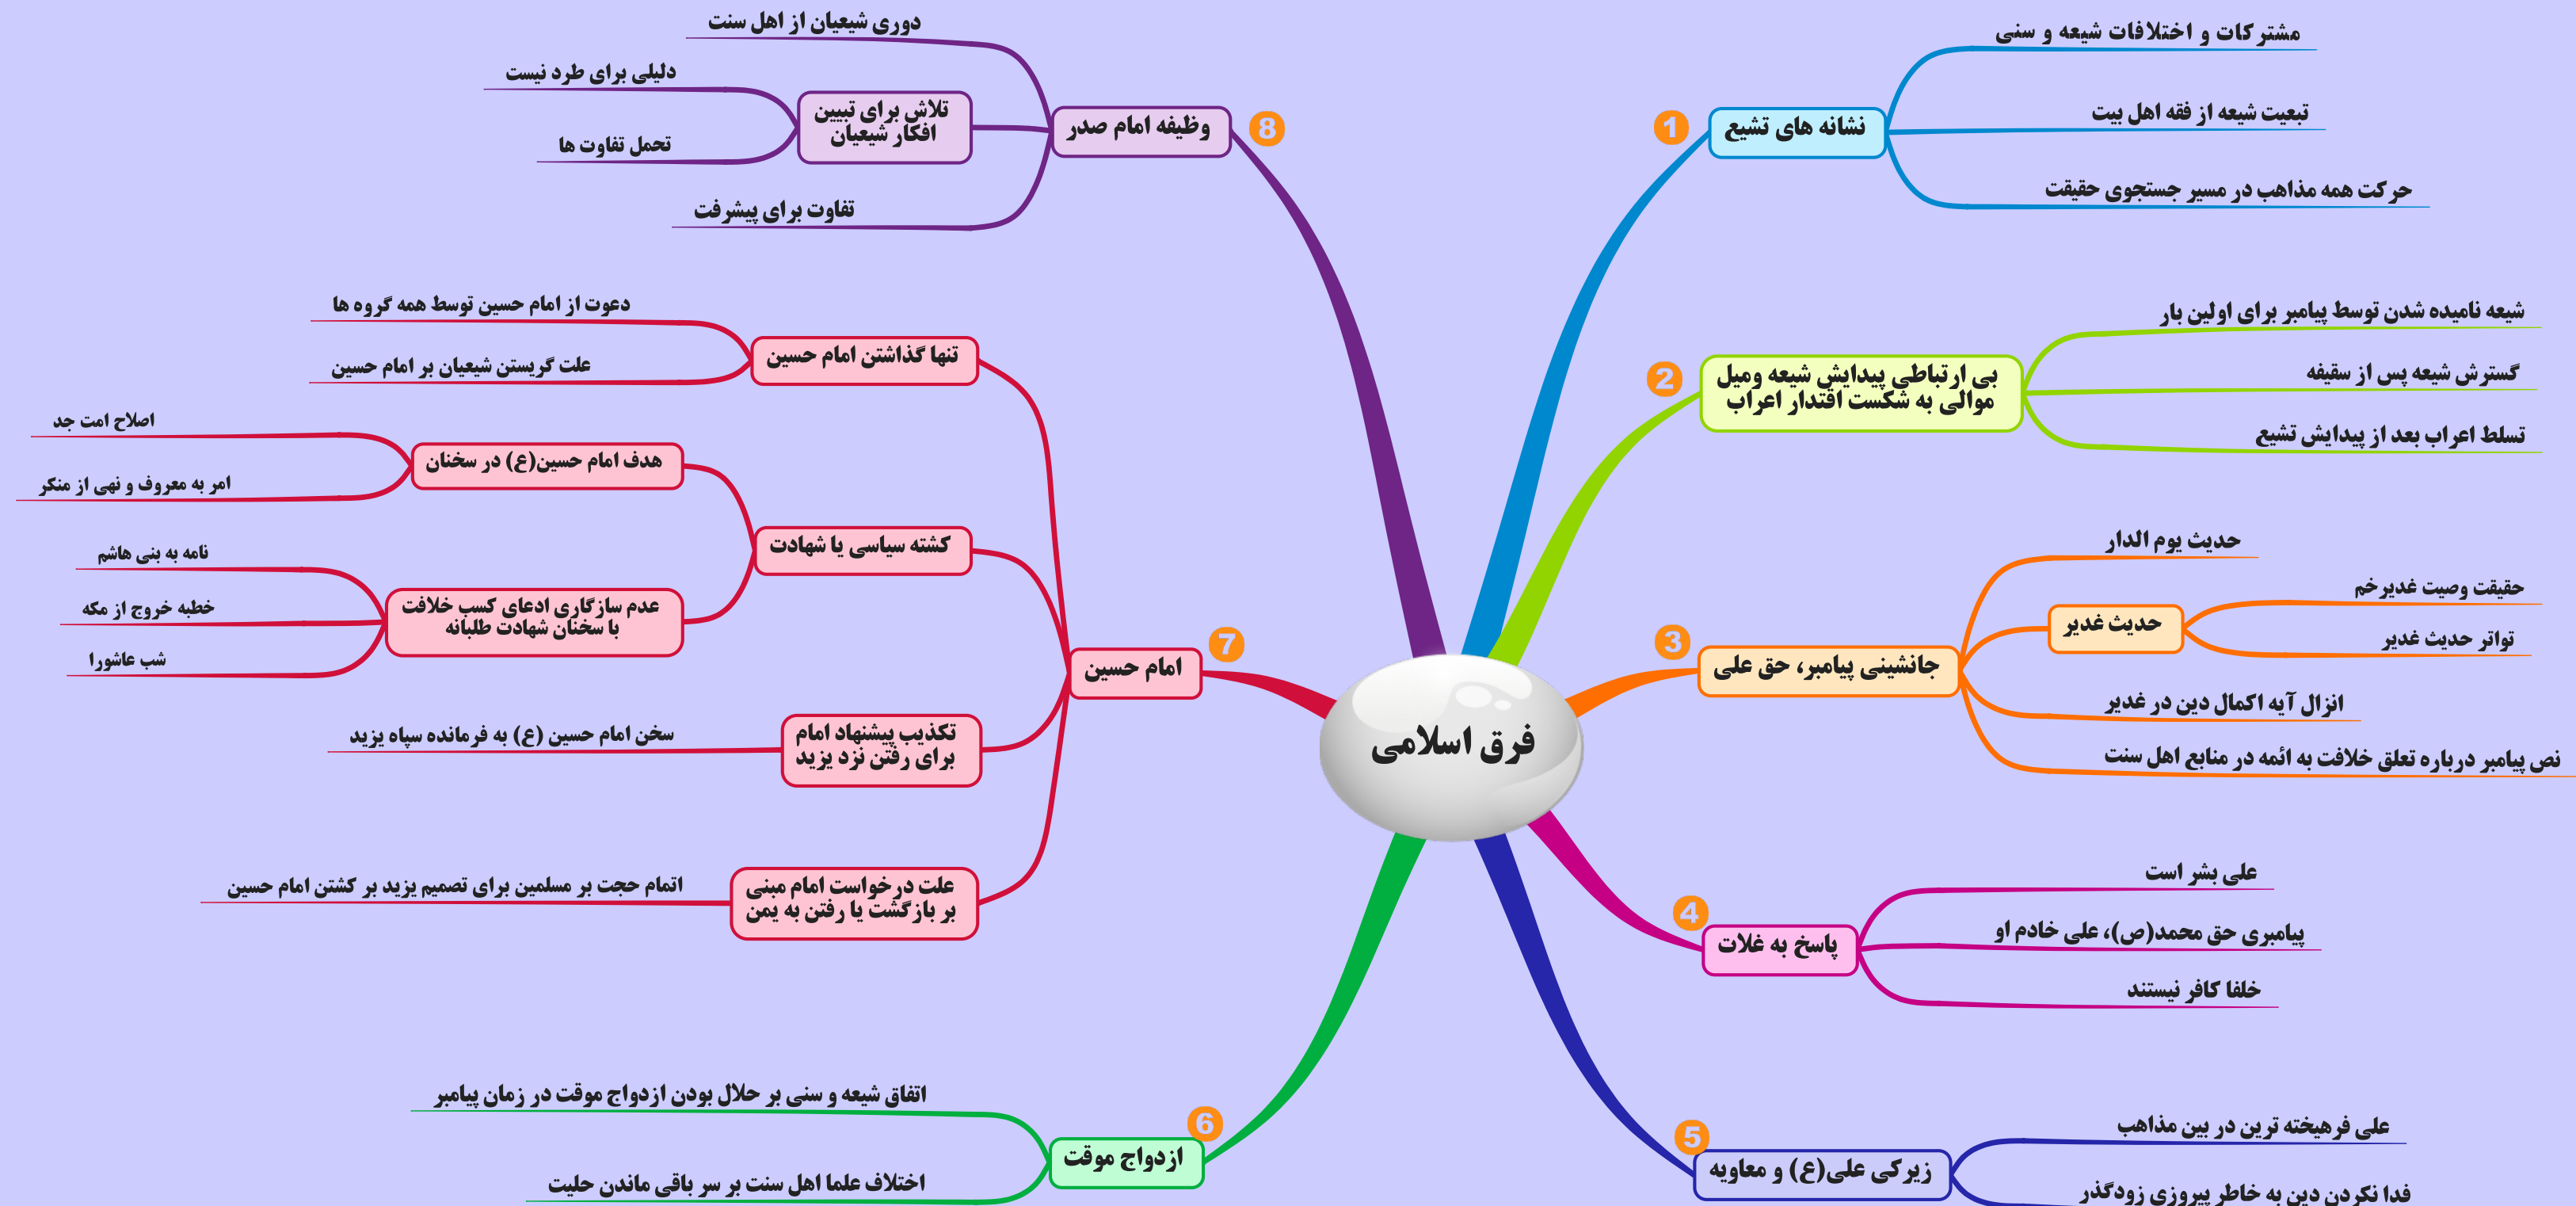 فرق اسلامی
1
نشانه های تشیع
مشترکات و اختلافات شیعه و سنی
تبعیت شیعه از فقه اهل بیت
حرکت همه مذاهب در مسیر جستجوی حقیقت
2
بی ارتباطی پیدایش شیعه ومیل
موالی به شکست اقتدار اعراب
شیعه نامیده شدن توسط پیامبر برای اولین بار
گسترش شیعه پس از سقیفه
تسلط اعراب بعد از پیدایش تشیع
3
جانشینی پیامبر، حق علی
حدیث یوم الدار
حدیث غدیر
حقیقت وصیت غدیرخم
تواتر حدیث غدیر
انزال آیه اکمال دین در غدیر
نص پیامبر درباره تعلق خلافت به ائمه در منابع اهل سنت
4
پاسخ به غلات
علی بشر است
پیامبری حق محمد(ص)، علی خادم او
خلفا کافر نیستند
5
زیرکی علی(ع) و معاویه
علی فرهیخته ترین در بین مذاهب
فدا نکردن دین به خاطر پیروزی زودگذر
6
ازدواج موقت
اتفاق شیعه و سنی بر حلال بودن ازدواج موقت در زمان پیامبر
اختلاف علما اهل سنت بر سر باقی ماندن حلیت
7
امام حسین
تنها گذاشتن امام حسین
دعوت از امام حسین توسط همه گروه ها
علت گریستن شیعیان بر امام حسین
کشته سیاسی یا شهادت
هدف امام حسین(ع) در سخنان
اصلاح امت جد
امر به معروف و نهی از منکر
عدم سازگاری ادعای کسب خلافت
با سخنان شهادت طلبانه
نامه به بنی هاشم
خطبه خروج از مکه
شب عاشورا
تکذیب پیشنهاد امام
برای رفتن نزد یزید
سخن امام حسین (ع) به فرمانده سپاه یزید
علت درخواست امام مبنی
بر بازگشت یا رفتن به یمن
اتمام حجت بر مسلمین برای تصمیم یزید بر کشتن امام حسین
8
وظیفه امام صدر
دوری شیعیان از اهل سنت
تلاش برای تبیین
افکار شیعیان
دلیلی برای طرد نیست
تحمل تفاوت ها
تفاوت برای پیشرفت